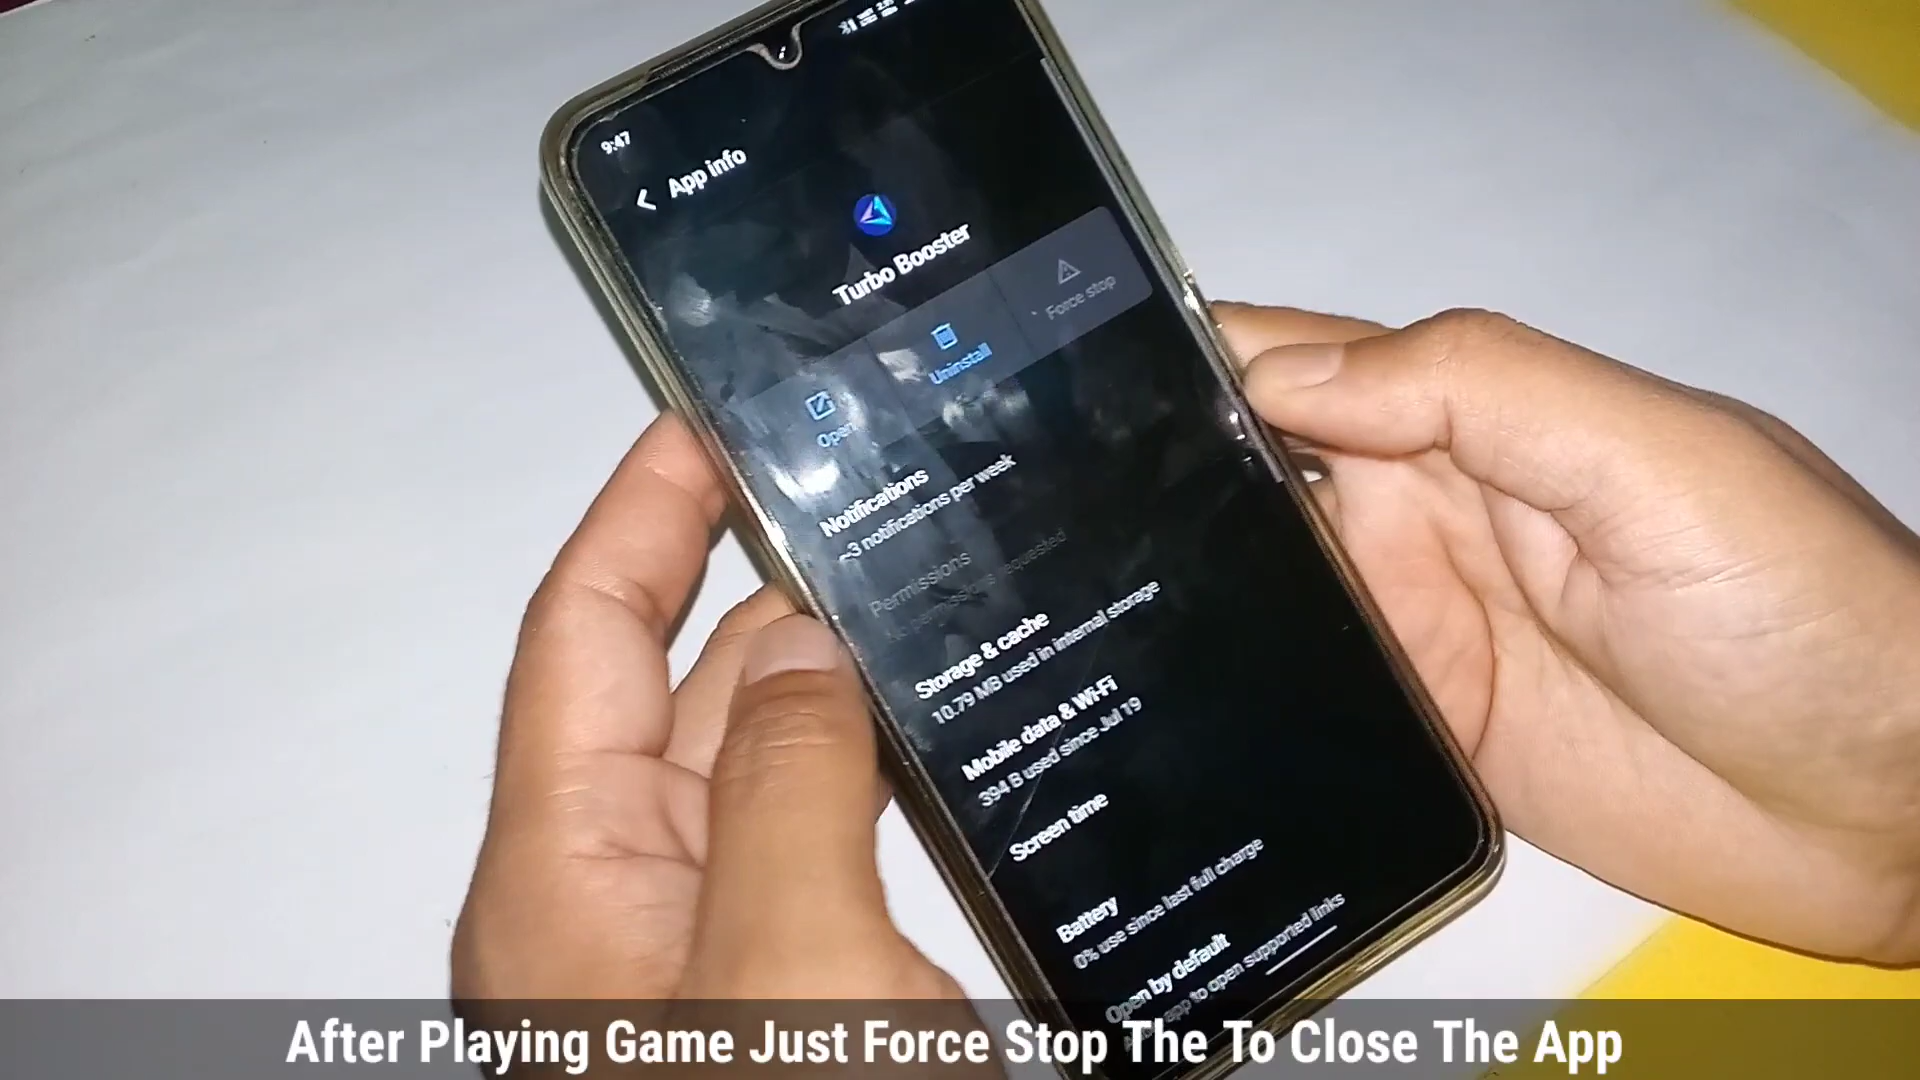 9:47
App info
Turbo Booster
Open
Uninstall
Force stop
Notifications
~3 notifications per week
Permissions
No permissions requested
Storage & cache
10.79 MB used in internal storage
Mobile data & Wi-Fi
394 B used since Jul 19
Screen time
Battery
0% use since last full charge
Open by default
app to open supported links
After Playing Game Just Force Stop The To Close The App